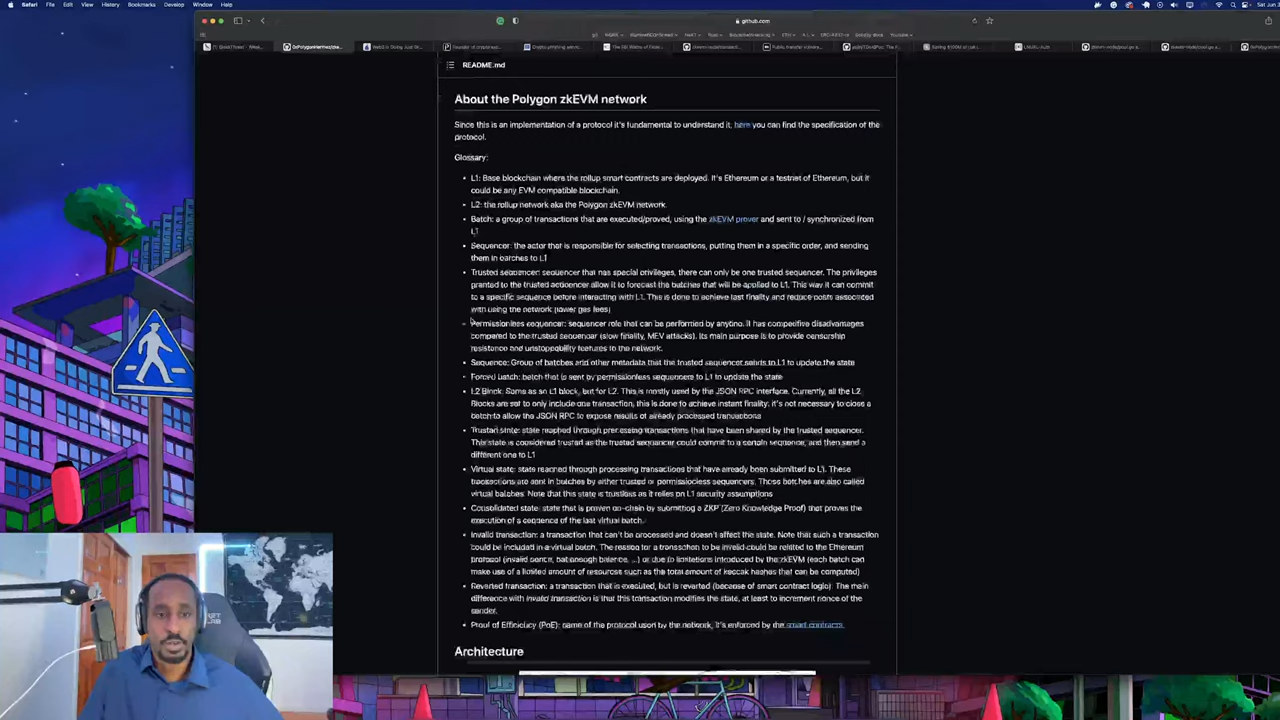 Safari File Edit View History Bookmarks Develop Window Help
github.com
README.md
About the Polygon zkEVM network
Since this is an implementation of a protocol it's fundamental to understand it, here you can find the specification of the
protocol.
Glossary:
L1: Base blockchain where the rollup smart contracts are deployed. It's Ethereum or a testnet of Ethereum, but it
could be any EVM compatible blockchain.
L2: the rollup network aka the Polygon zkEVM network.
Batch: a group of transactions that are executed/proved, using the zkEVM prover and sent to / synchronized from
L1
Sequencer: the actor that is responsible for selecting transactions, putting them in a specific order, and sending
them in batches to L1
Trusted sequencer: sequencer that has special privileges, there can only be one trusted sequencer. The privileges
granted to the trusted sequencer allow it to forecast the batches that will be applied to L1. This way it can commit
to a specific sequence before interacting with L1. This is done to achieve fast finality and reduce costs associated
with using the network (lower gas fees)
Permissionless sequencer: sequencer role that can be performed by anyone. It has competitive disadvantages
compared to the trusted sequencer (slow finality, MEV attacks). Its main purpose is to provide censorship
resistance and unstoppability features to the network.
Sequence: Group of batches and other metadata that the trusted sequencer sends to L1 to update the state
Forced batch: batch that is sent by permissionless sequencers to L1 to update the state
L2 Block: Same as an L1 block, but for L2. This is mostly used by the JSON RPC interface. Currently, all the L2
Blocks are set to only include one transaction, this is done to achieve instant finality: it's not necessary to close a
batch to allow the JSON RPC to expose results of already processed transactions
Trusted state: state reached through processing transactions that have been shared by the trusted sequencer.
This state is considered trusted as the trusted sequencer could commit to a certain sequence, and then send a
different one to L1
Virtual state: state reached through processing transactions that have already been submitted to L1. These
transactions are sent in batches by either trusted or permissionless sequencers. Those batches are also called
virtual batches. Note that this state is trustless as it relies on L1 security assumptions
Consolidated state: state that is proven on-chain by submitting a ZKP (Zero Knowledge Proof) that proves the
execution of a sequence of the last virtual batch.
Invalid transaction: a transaction that can't be processed and doesn't affect the state. Note that such a transaction
could be included in a virtual batch. The reason for a transaction to be invalid could be related to the Ethereum
protocol (invalid nonce, not enough balance, ...) or due to limitations introduced by the zkEVM (each batch can
make use of a limited amount of resources such as the total amount of keccak hashes that can be computed)
Reverted transaction: a transaction that is executed, but is reverted (because of smart contract logic). The main
difference with invalid transaction is that this transaction modifies the state, at least to increment nonce of the
sender.
Proof of Efficiency (PoE): name of the protocol used by the network, it's enforced by the smart contracts.
Architecture